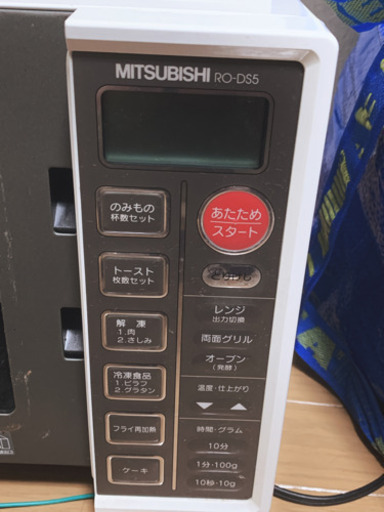 MITSUBISHI RO-DS5
のみもの
杯数セット
あたため
スタート
トースト
枚数セット
とりけし
レンジ
出力切換
解凍
1.肉
2.さしみ
両面グリル
オーブン
(発酵)
冷凍食品
1.ピラフ
2.グラタン
温度・仕上がり
フライ再加熱
時間・グラム
10分
ケーキ
1分・100g
10秒・10g